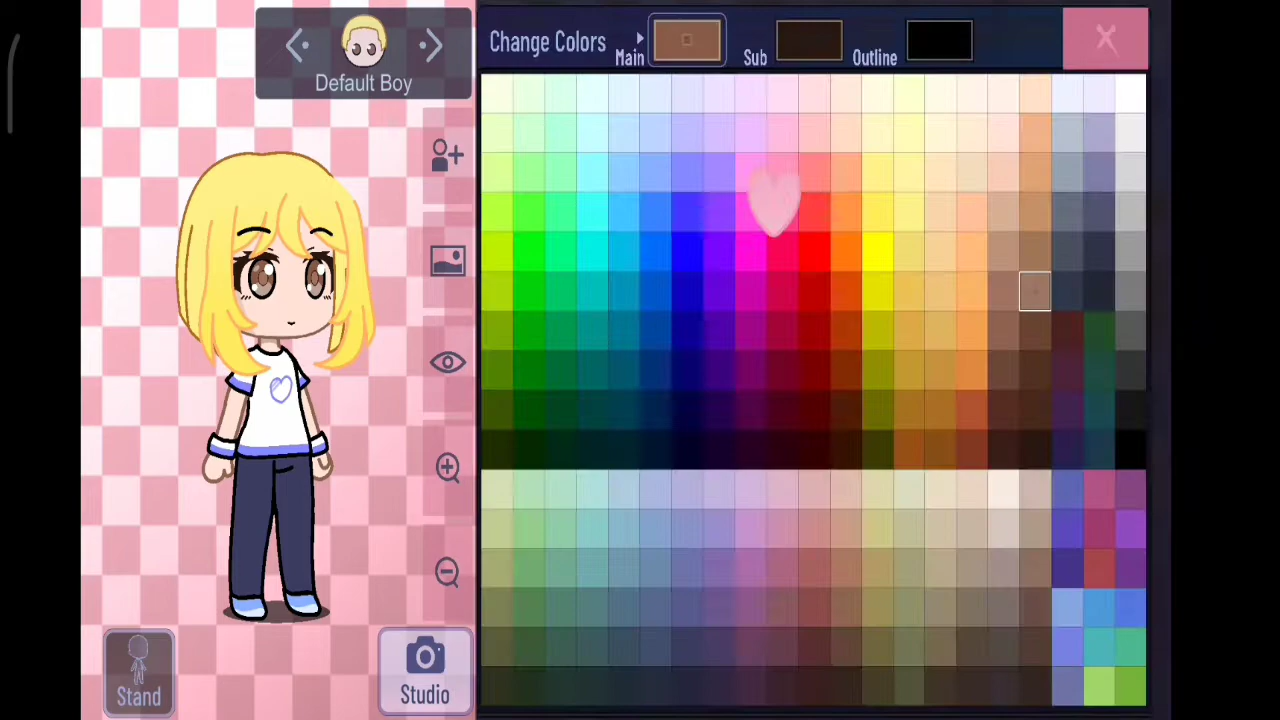 Default Boy
Stand
Studio
Change Colors
Main
Sub
Outline